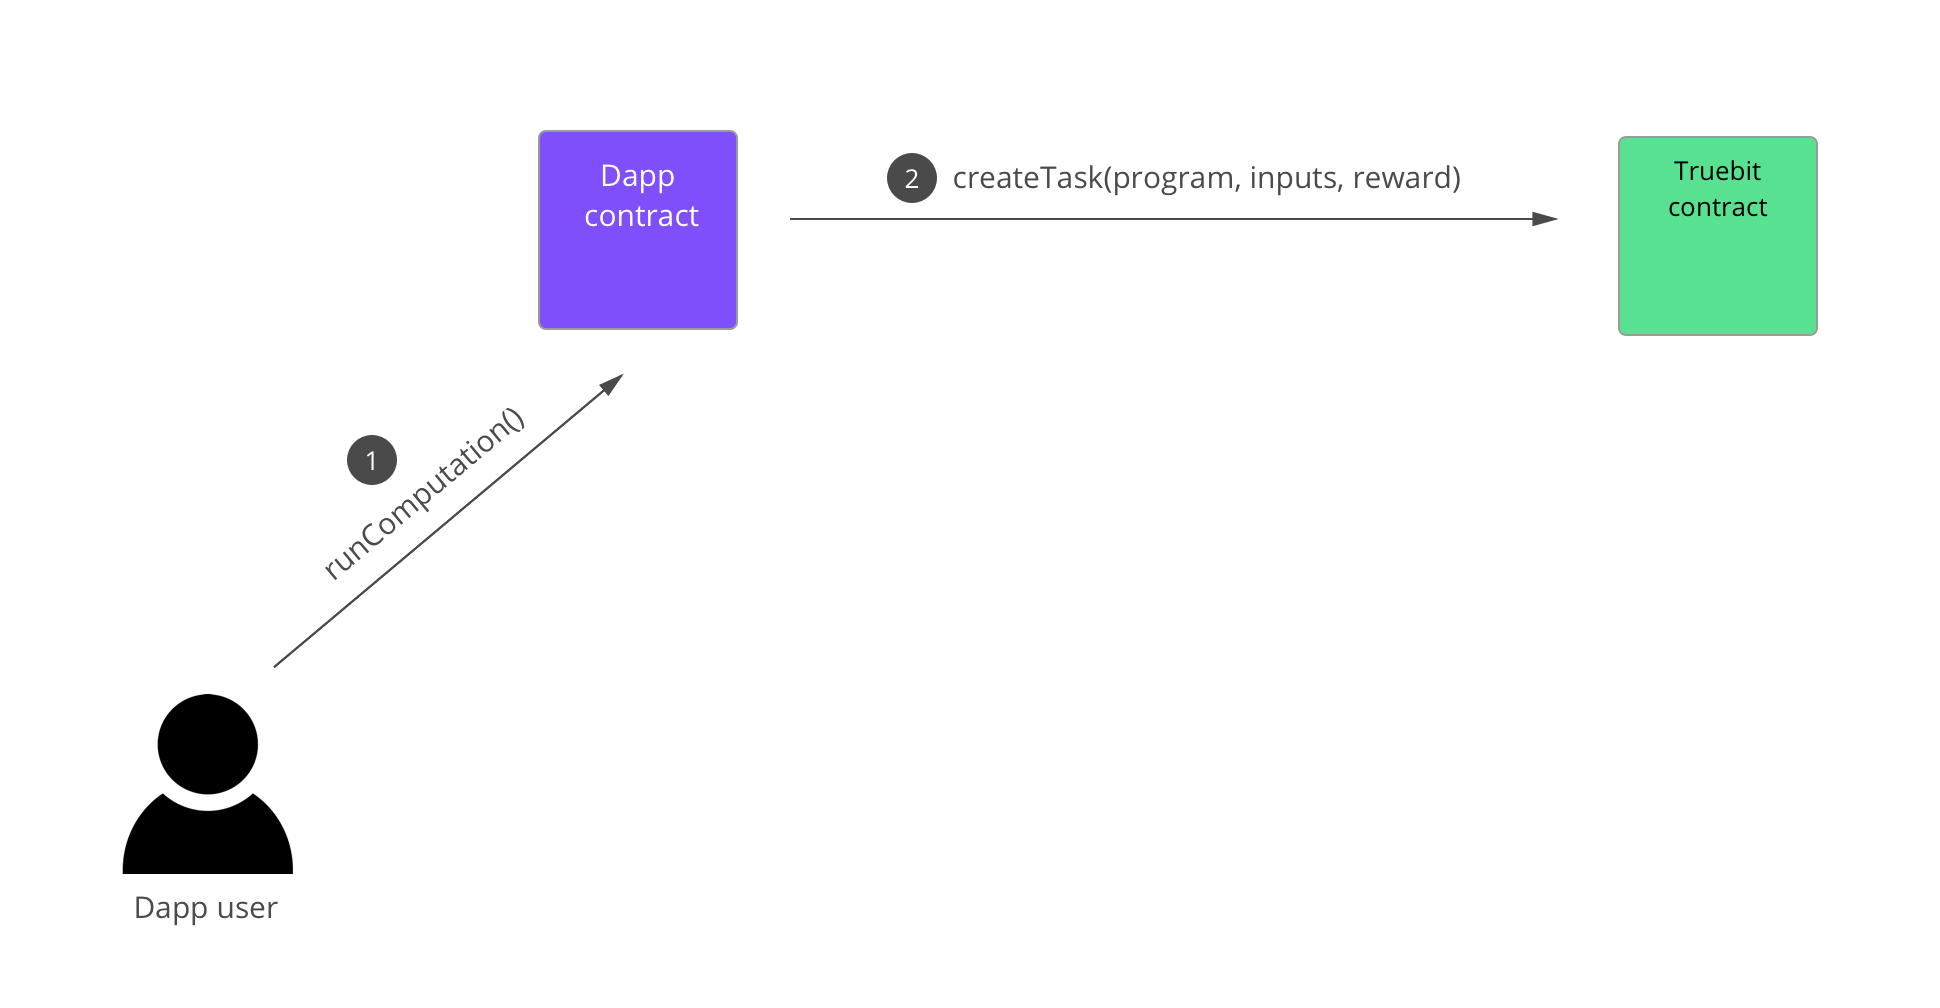 Dapp
contract
2 createTask(program, inputs, reward)
Truebit
contract
1
runComputation()
Dapp user